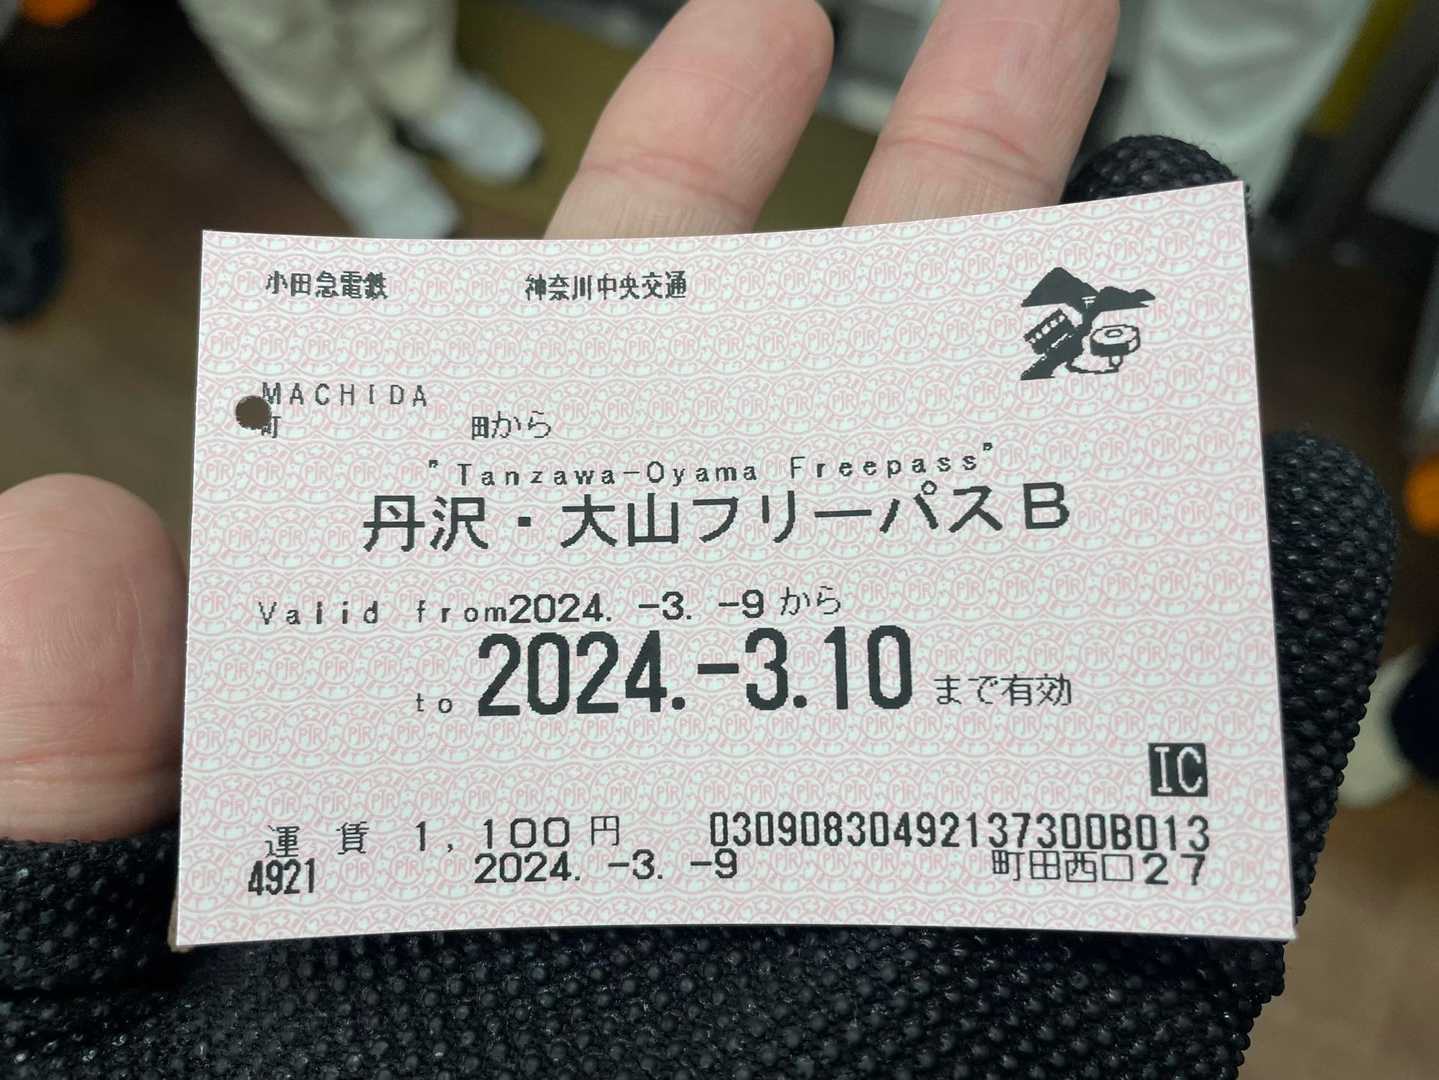 小田急電鉄 神奈川中央交通
MACHIDA
町 田から
"Tanzawa-Oyama Freepass"
丹沢・大山フリーパスB
Valid from2024.-3.-9から
to 2024.-3.10まで有効
IC
運賃 1,100円 03090830492137300B013
4921 2024.-3.-9 町田西口27